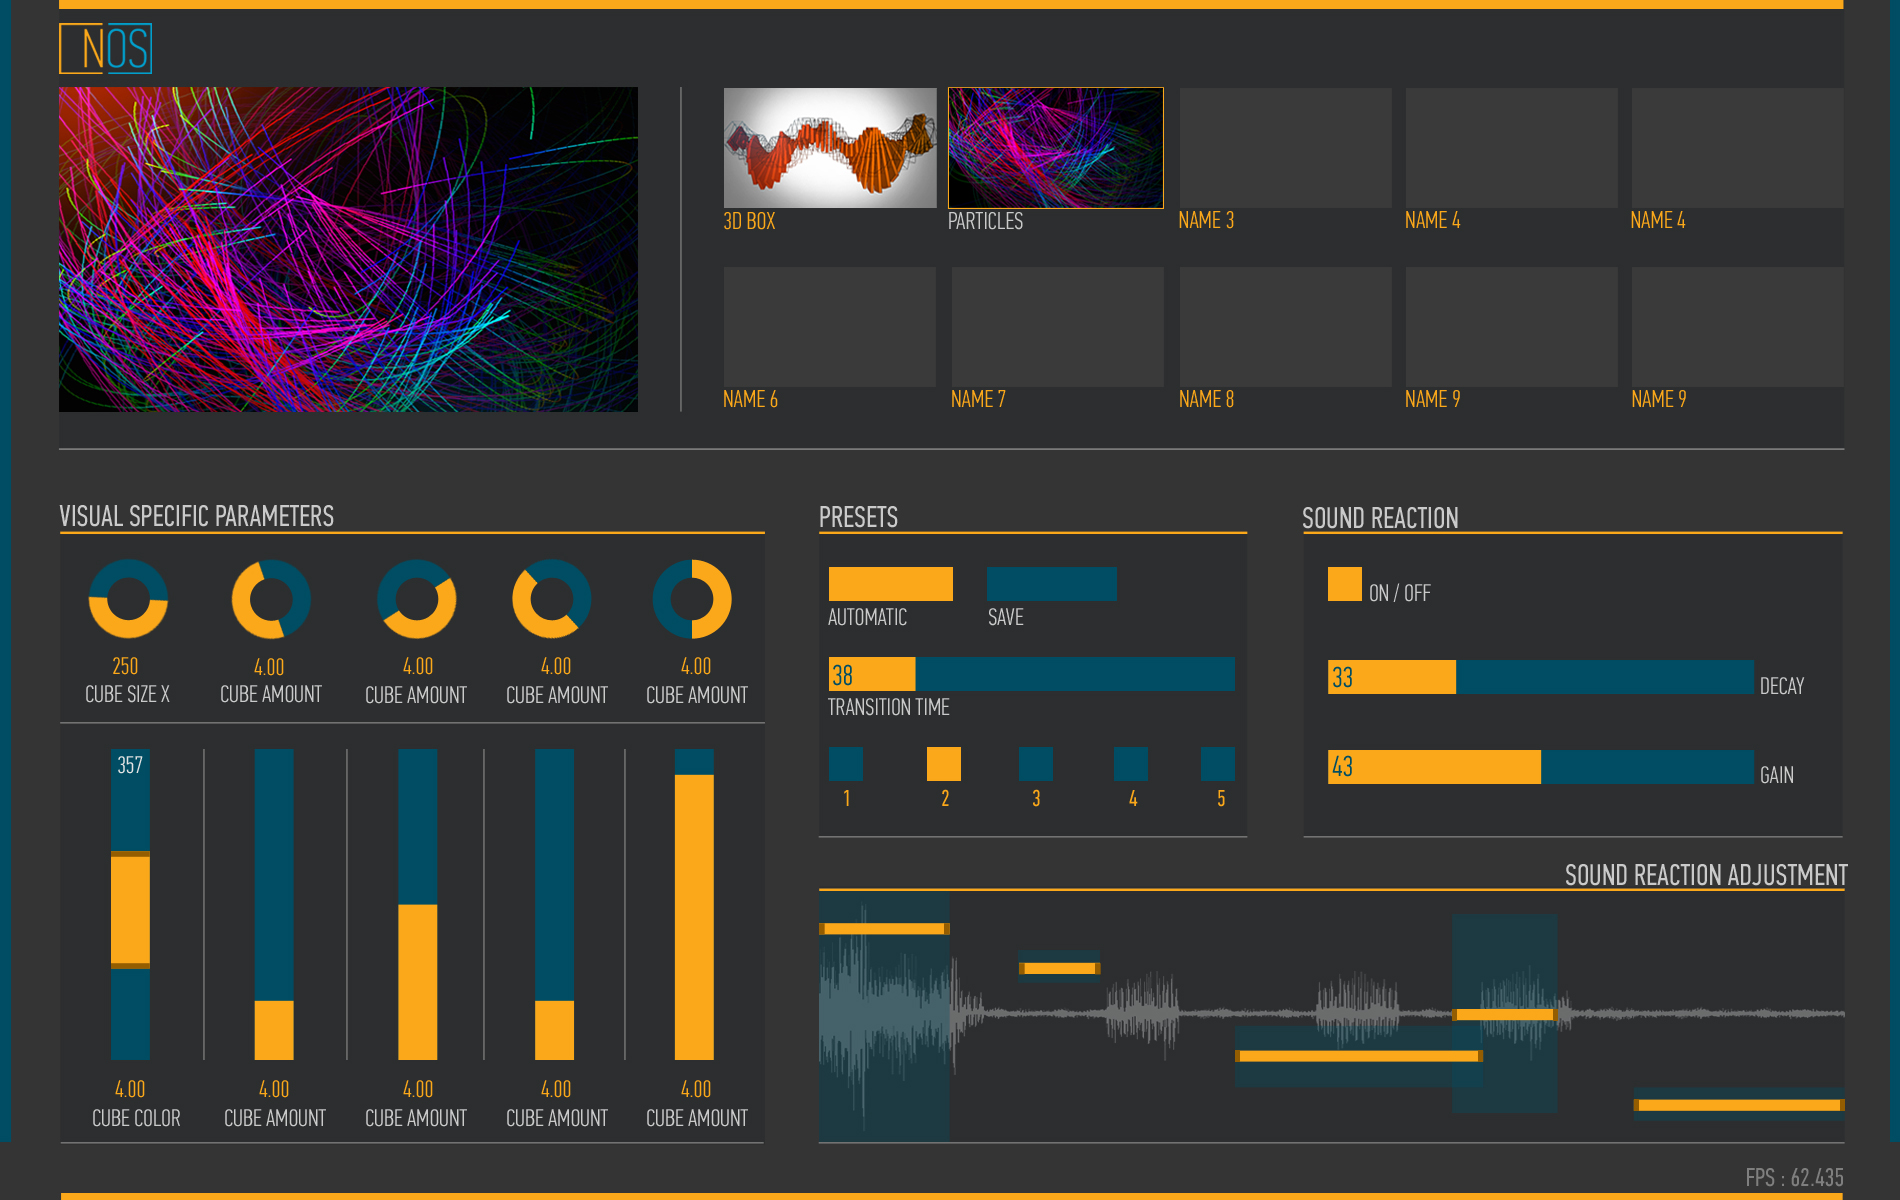 NOS
3D BOX PARTICLES NAME 3 NAME 4 NAME 4
NAME 6 NAME 7 NAME 8 NAME 9 NAME 9
VISUAL SPECIFIC PARAMETERS
250 4.00 4.00 4.00 4.00
CUBE SIZE X CUBE AMOUNT CUBE AMOUNT CUBE AMOUNT CUBE AMOUNT
357
4.00 4.00 4.00 4.00 4.00
CUBE COLOR CUBE AMOUNT CUBE AMOUNT CUBE AMOUNT CUBE AMOUNT
PRESETS
AUTOMATIC SAVE
38
TRANSITION TIME
1 2 3 4 5
SOUND REACTION
ON / OFF
33 DECAY
43 GAIN
SOUND REACTION ADJUSTMENT
FPS : 62.435